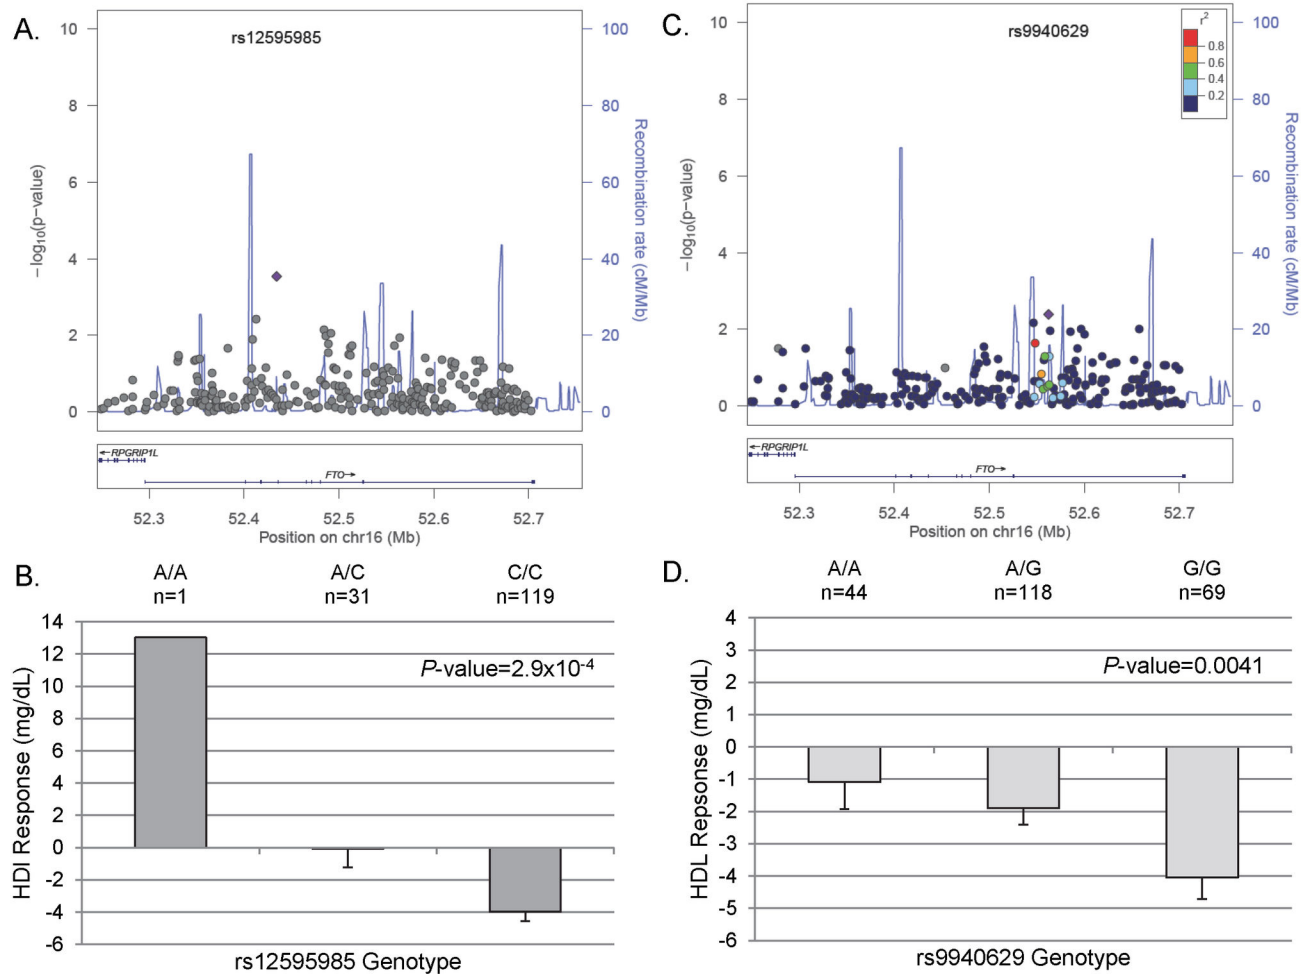 A.
rs12595985
10
8
6
4
2
0
100
80
60
40
20
0
−log10(p−value)
Recombination rate (cM/Mb)
←RPGRIP1L
FTO→
52.3 52.4 52.5 52.6 52.7
Position on chr16 (Mb)
C.
rs9940629
r2
0.8
0.6
0.4
0.2
10
8
6
4
2
0
100
80
60
40
20
0
−log10(p−value)
Recombination rate (cM/Mb)
←RPGRIP1L
FTO→
52.3 52.4 52.5 52.6 52.7
Position on chr16 (Mb)
B.
A/A A/C C/C
n=1 n=31 n=119
14
12
10
8
6
4
2
0
-2
-4
-6
P-value=2.9x10-4
HDl Response (mg/dL)
rs12595985 Genotype
D.
A/A A/G G/G
n=44 n=118 n=69
4
3
2
1
0
-1
-2
-3
-4
-5
-6
P-value=0.0041
HDL Repsonse (mg/dL)
rs9940629 Genotype